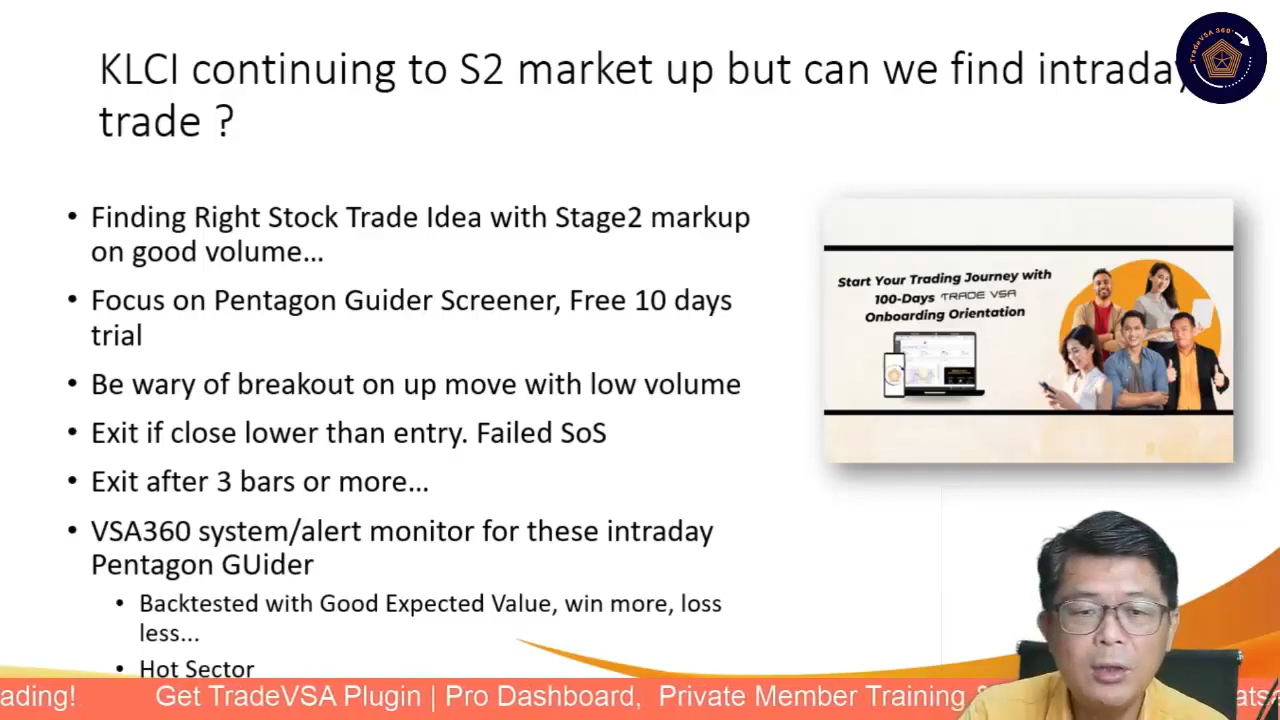 KLCI continuing to S2 market up but can we find intraday
trade ?
TradeVSA 360°
• Finding Right Stock Trade Idea with Stage2 markup
on good volume...
• Focus on Pentagon Guider Screener, Free 10 days
trial
• Be wary of breakout on up move with low volume
• Exit if close lower than entry. Failed SoS
• Exit after 3 bars or more...
• VSA360 system/alert monitor for these intraday
Pentagon GUider
• Backtested with Good Expected Value, win more, loss
less...
• Hot Sector
Start Your Trading Journey with
100-Days TRADE VSA
Onboarding Orientation
ading! Get TradeVSA Plugin | Pro Dashboard, Private Member Training &